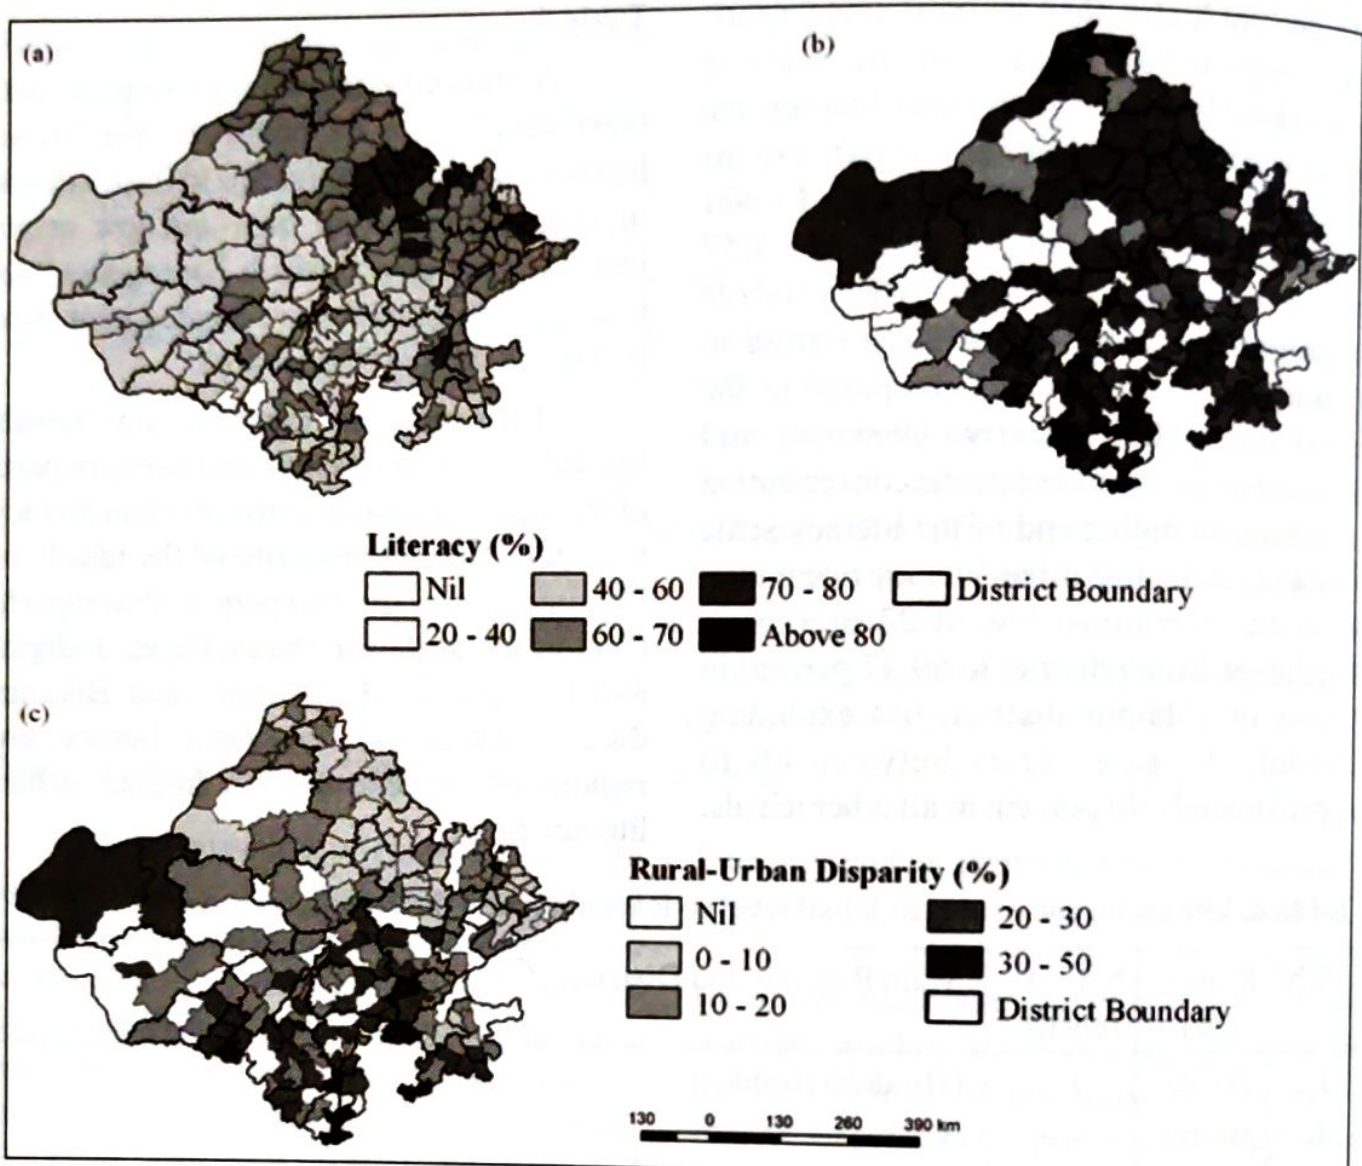 (a)
(b)
Literacy (%)
Nil 40 - 60 70 - 80 District Boundary
20 - 40 60 - 70 Above 80
(c)
Rural-Urban Disparity (%)
Nil 20 - 30
0 - 10 30 - 50
10 - 20 District Boundary
130 0 130 260 390 km